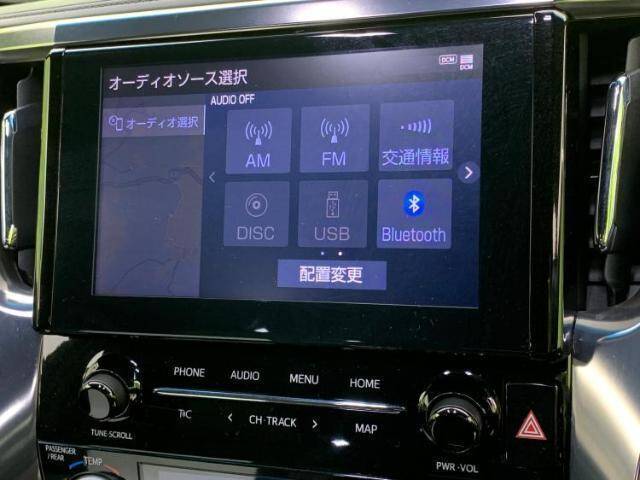 オーディオソース選択
DCM
DCM
AUDIO OFF
オーディオ選択
AM
FM
交通情報
DISC
USB
Bluetooth
配置変更
PHONE
AUDIO
MENU
HOME
T∧C
CH·TRACK
MAP
TUNE·SCROLL
PWR·VOL
PASSENGER
/REAR
TEMP